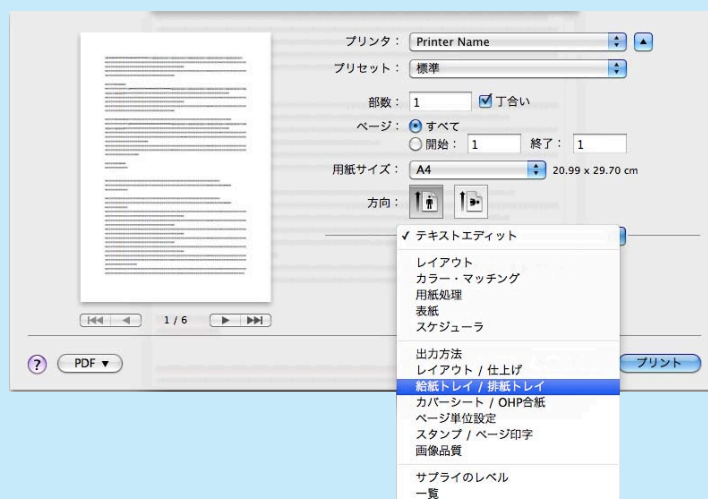 プリンタ： Printer Name
プリセット： 標準
部数： 1 丁合い
ページ： すべて
開始： 1 終了： 1
用紙サイズ： A4 20.99 x 29.70 cm
方向：
✓ テキストエディット
レイアウト
カラー・マッチング
用紙処理
表紙
スケジューラ
1 / 6
出力方法
レイアウト / 仕上げ
? PDF ▼ プリント
給紙トレイ / 排紙トレイ
カバーシート / OHP合紙
ページ単位設定
スタンプ / ページ印字
画像品質
サプライのレベル
一覧